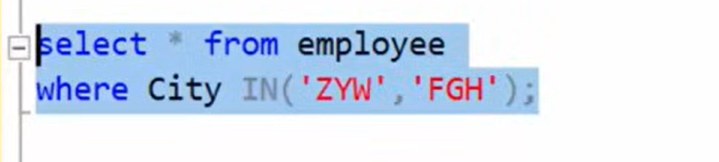 select * from employee
where City IN('ZYW','FGH');